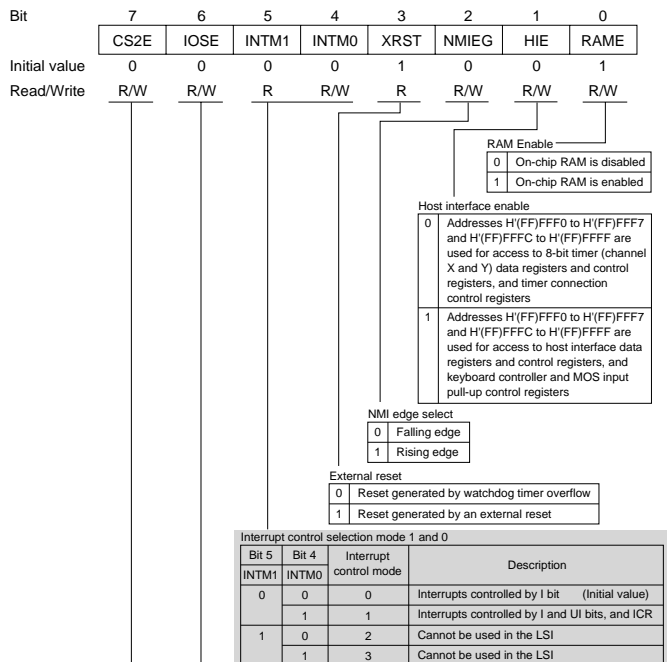 Bit 7 6 5 4 3 2 1 0
CS2E IOSE INTM1 INTM0 XRST NMIEG HIE RAME
Initial value 0 0 0 0 1 0 0 1
Read/Write R/W R/W R R/W R R/W R/W R/W
RAM Enable
0 On-chip RAM is disabled
1 On-chip RAM is enabled
Host interface enable
0 Addresses H'(FF)FFF0 to H'(FF)FFF7
and H'(FF)FFFC to H'(FF)FFFF are
used for access to 8-bit timer (channel
X and Y) data registers and control
registers, and timer connection
control registers
1 Addresses H'(FF)FFF0 to H'(FF)FFF7
and H'(FF)FFFC to H'(FF)FFFF are
used for access to host interface data
registers and control registers, and
keyboard controller and MOS input
pull-up control registers
NMI edge select
0 Falling edge
1 Rising edge
External reset
0 Reset generated by watchdog timer overflow
1 Reset generated by an external reset
Interrupt control selection mode 1 and 0
Bit 5 Bit 4 Interrupt Description
INTM1 INTM0 control mode
0 0 0 Interrupts controlled by I bit (Initial value)
1 1 Interrupts controlled by I and UI bits, and ICR
1 0 2 Cannot be used in the LSI
1 3 Cannot be used in the LSI